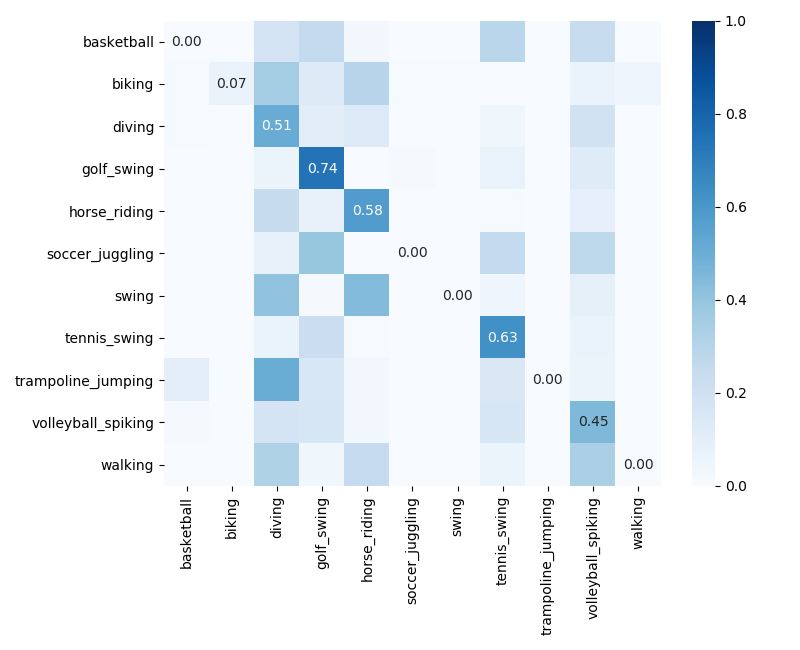 basketball 0.00
biking 0.07
diving 0.51
golf_swing 0.74
horse_riding 0.58
soccer_juggling 0.00
swing 0.00
tennis_swing 0.63
trampoline_jumping 0.00
volleyball_spiking 0.45
walking 0.00
basketball
biking
diving
golf_swing
horse_riding
soccer_juggling
swing
tennis_swing
trampoline_jumping
volleyball_spiking
walking
1.0
0.8
0.6
0.4
0.2
0.0